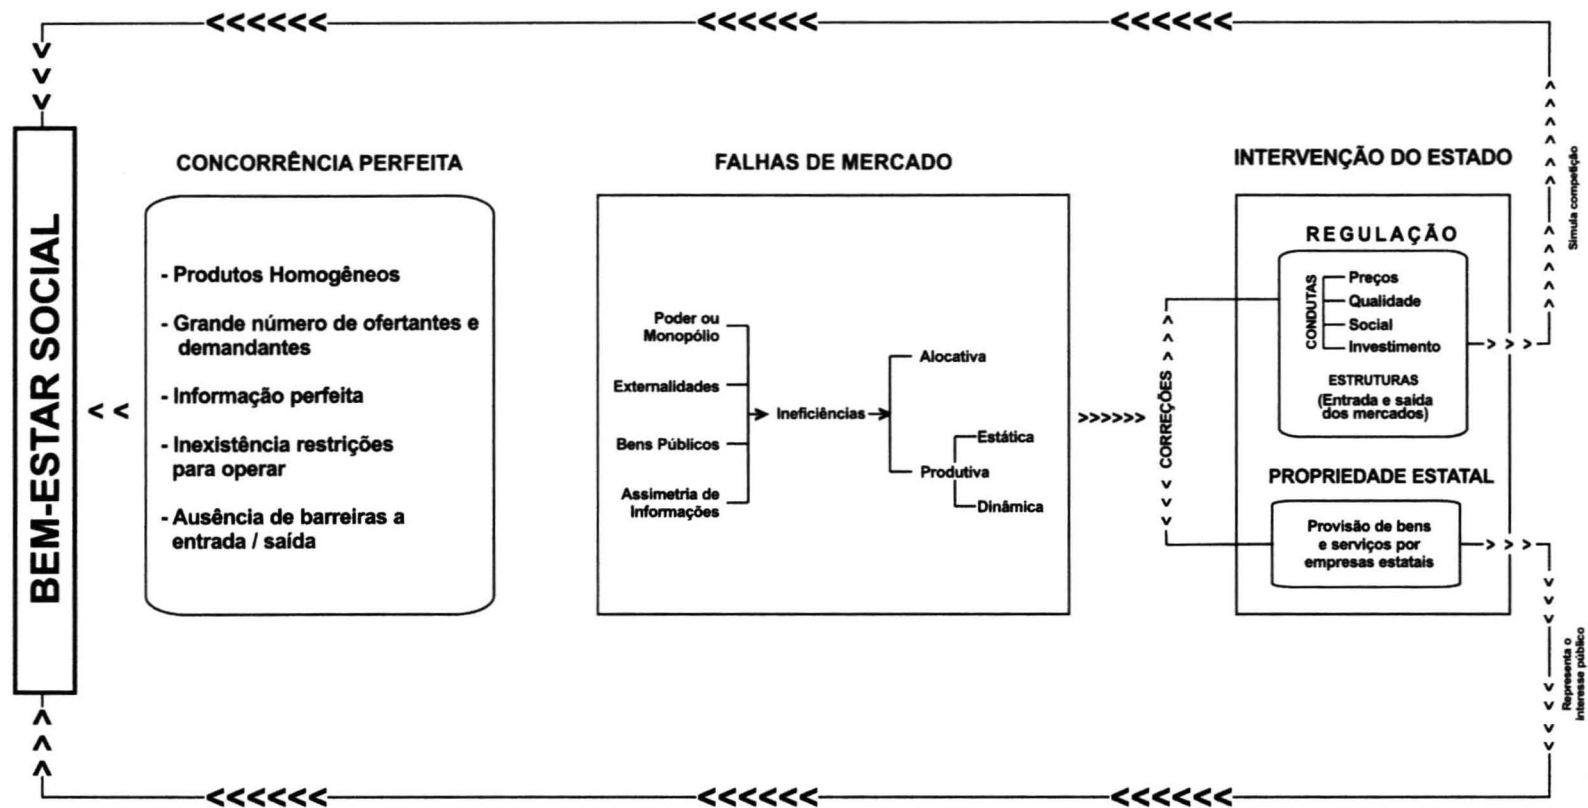 BEM-ESTAR SOCIAL
CONCORRÊNCIA PERFEITA
- Produtos Homogêneos
- Grande número de ofertantes e
demandantes
- Informação perfeita
- Inexistência restrições
para operar
- Ausência de barreiras a
entrada / saída
FALHAS DE MERCADO
Poder ou
Monopólio
Externalidades
Bens Públicos
Assimetria de
Informações
Ineficiências
Alocativa
Produtiva
Estática
Dinâmica
CORREÇÕES
INTERVENÇÃO DO ESTADO
REGULAÇÃO
CONDUTAS
Preços
Qualidade
Social
Investimento
ESTRUTURAS
(Entrada e saída
dos mercados)
PROPRIEDADE ESTATAL
Provisão de bens
e serviços por
empresas estatais
Simula competição
Representa o
interesse público